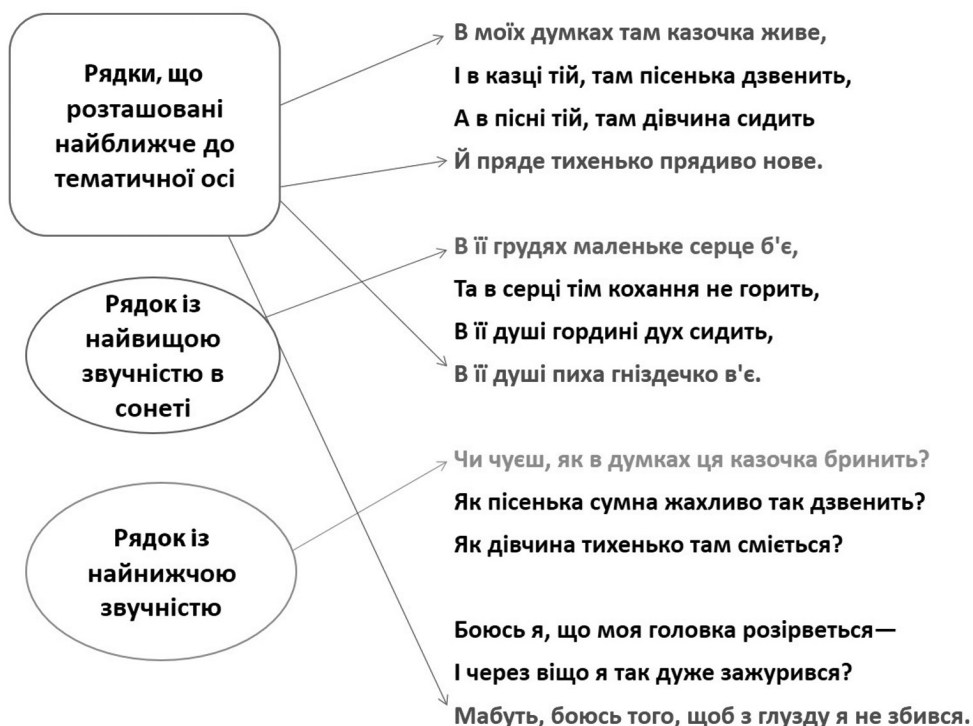 Рядки, що
розташовані
найближче до
тематичної осі
Рядок із
найвищою
звучністю в
сонеті
Рядок із
найнижчою
звучністю
В моїх думках там казочка живе,
І в казці тій, там пісенька дзвенить,
А в пісні тій, там дівчина сидить
Й пряде тихенько прядиво нове.
В її грудях маленьке серце б'є,
Та в серці тім кохання не горить,
В її душі гордині дух сидить,
В її душі пиха гніздечко в'є.
Чи чуєш, як в думках ця казочка бринить?
Як пісенька сумна жахливо так дзвенить?
Як дівчина тихенько там сміється?
Боюсь я, що моя головка розірветься—
І через віщо я так дуже зажурився?
Мабуть, боюсь того, щоб з глузду я не збився.